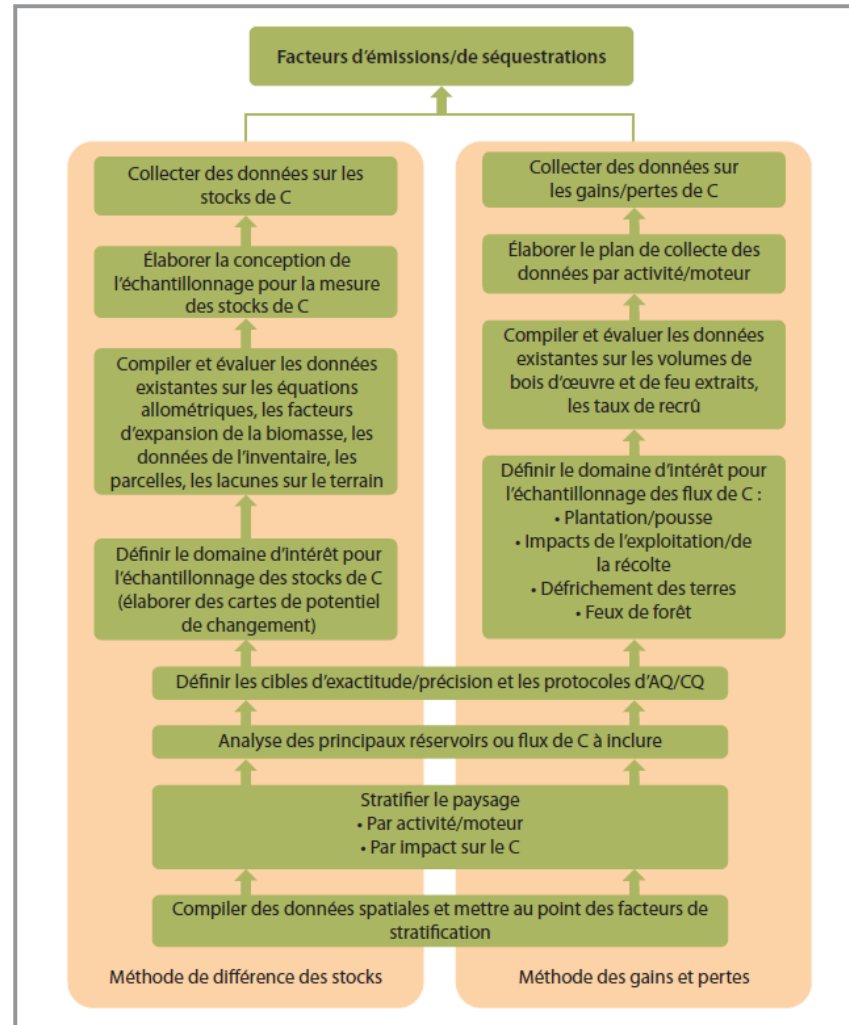 Facteurs d'émissions/de séquestrations
Collecter des données sur les
stocks de C
Élaborer la conception de
l'échantillonnage pour la mesure
des stocks de C
Compiler et évaluer les données
existantes sur les équations
allométriques, les facteurs
d'expansion de la biomasse, les
données de l'inventaire, les
parcelles, les lacunes sur le terrain
Définir le domaine d'intérêt pour
l'échantillonnage des stocks de C
(élaborer des cartes de potentiel
de changement)
Collecter des données sur
les gains/pertes de C
Élaborer le plan de collecte des
données par activité/moteur
Compiler et évaluer les données
existantes sur les volumes de
bois d'œuvre et de feu extraits,
les taux de recrû
Définir le domaine d'intérêt pour
l'échantillonnage des flux de C :
• Plantation/pousse
• Impacts de l'exploitation/de
la récolte
• Défrichement des terres
• Feux de forêt
Définir les cibles d'exactitude/précision et les protocoles d'AQ/CQ
Analyse des principaux réservoirs ou flux de C à inclure
Stratifier le paysage
• Par activité/moteur
• Par impact sur le C
Compiler des données spatiales et mettre au point des facteurs de
stratification
Méthode de différence des stocks
Méthode des gains et pertes